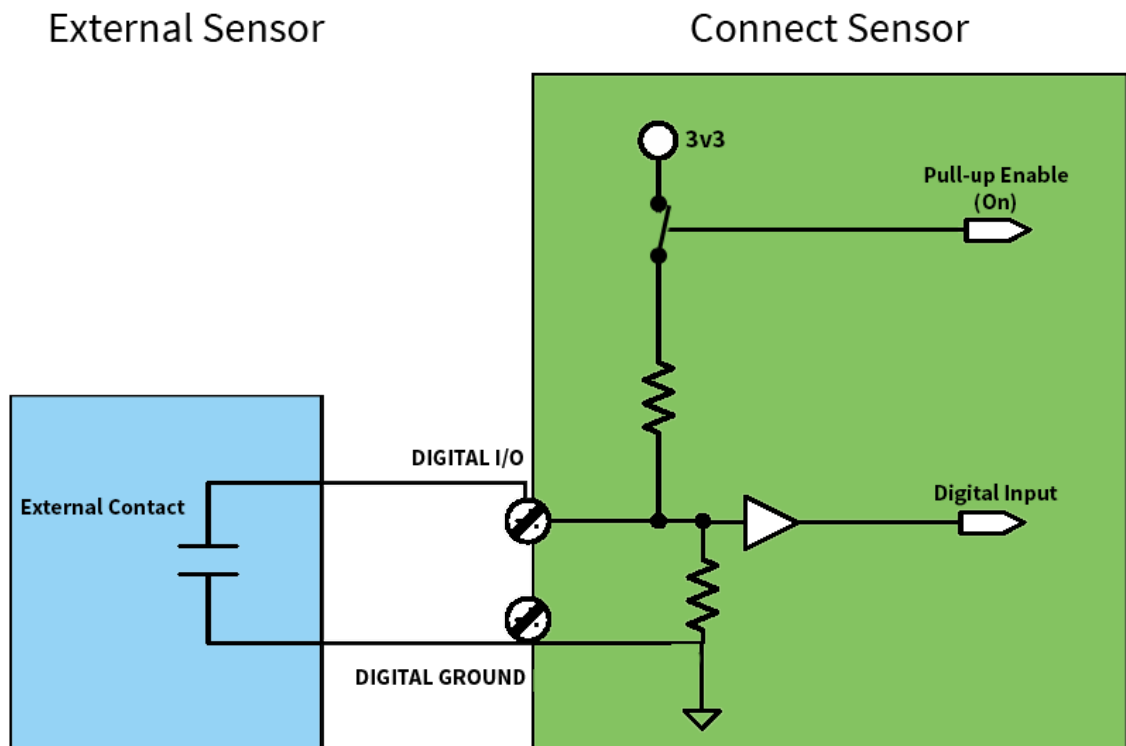 External Sensor
Connect Sensor
3v3
Pull-up Enable
(On)
DIGITAL I/O
External Contact
Digital Input
DIGITAL GROUND